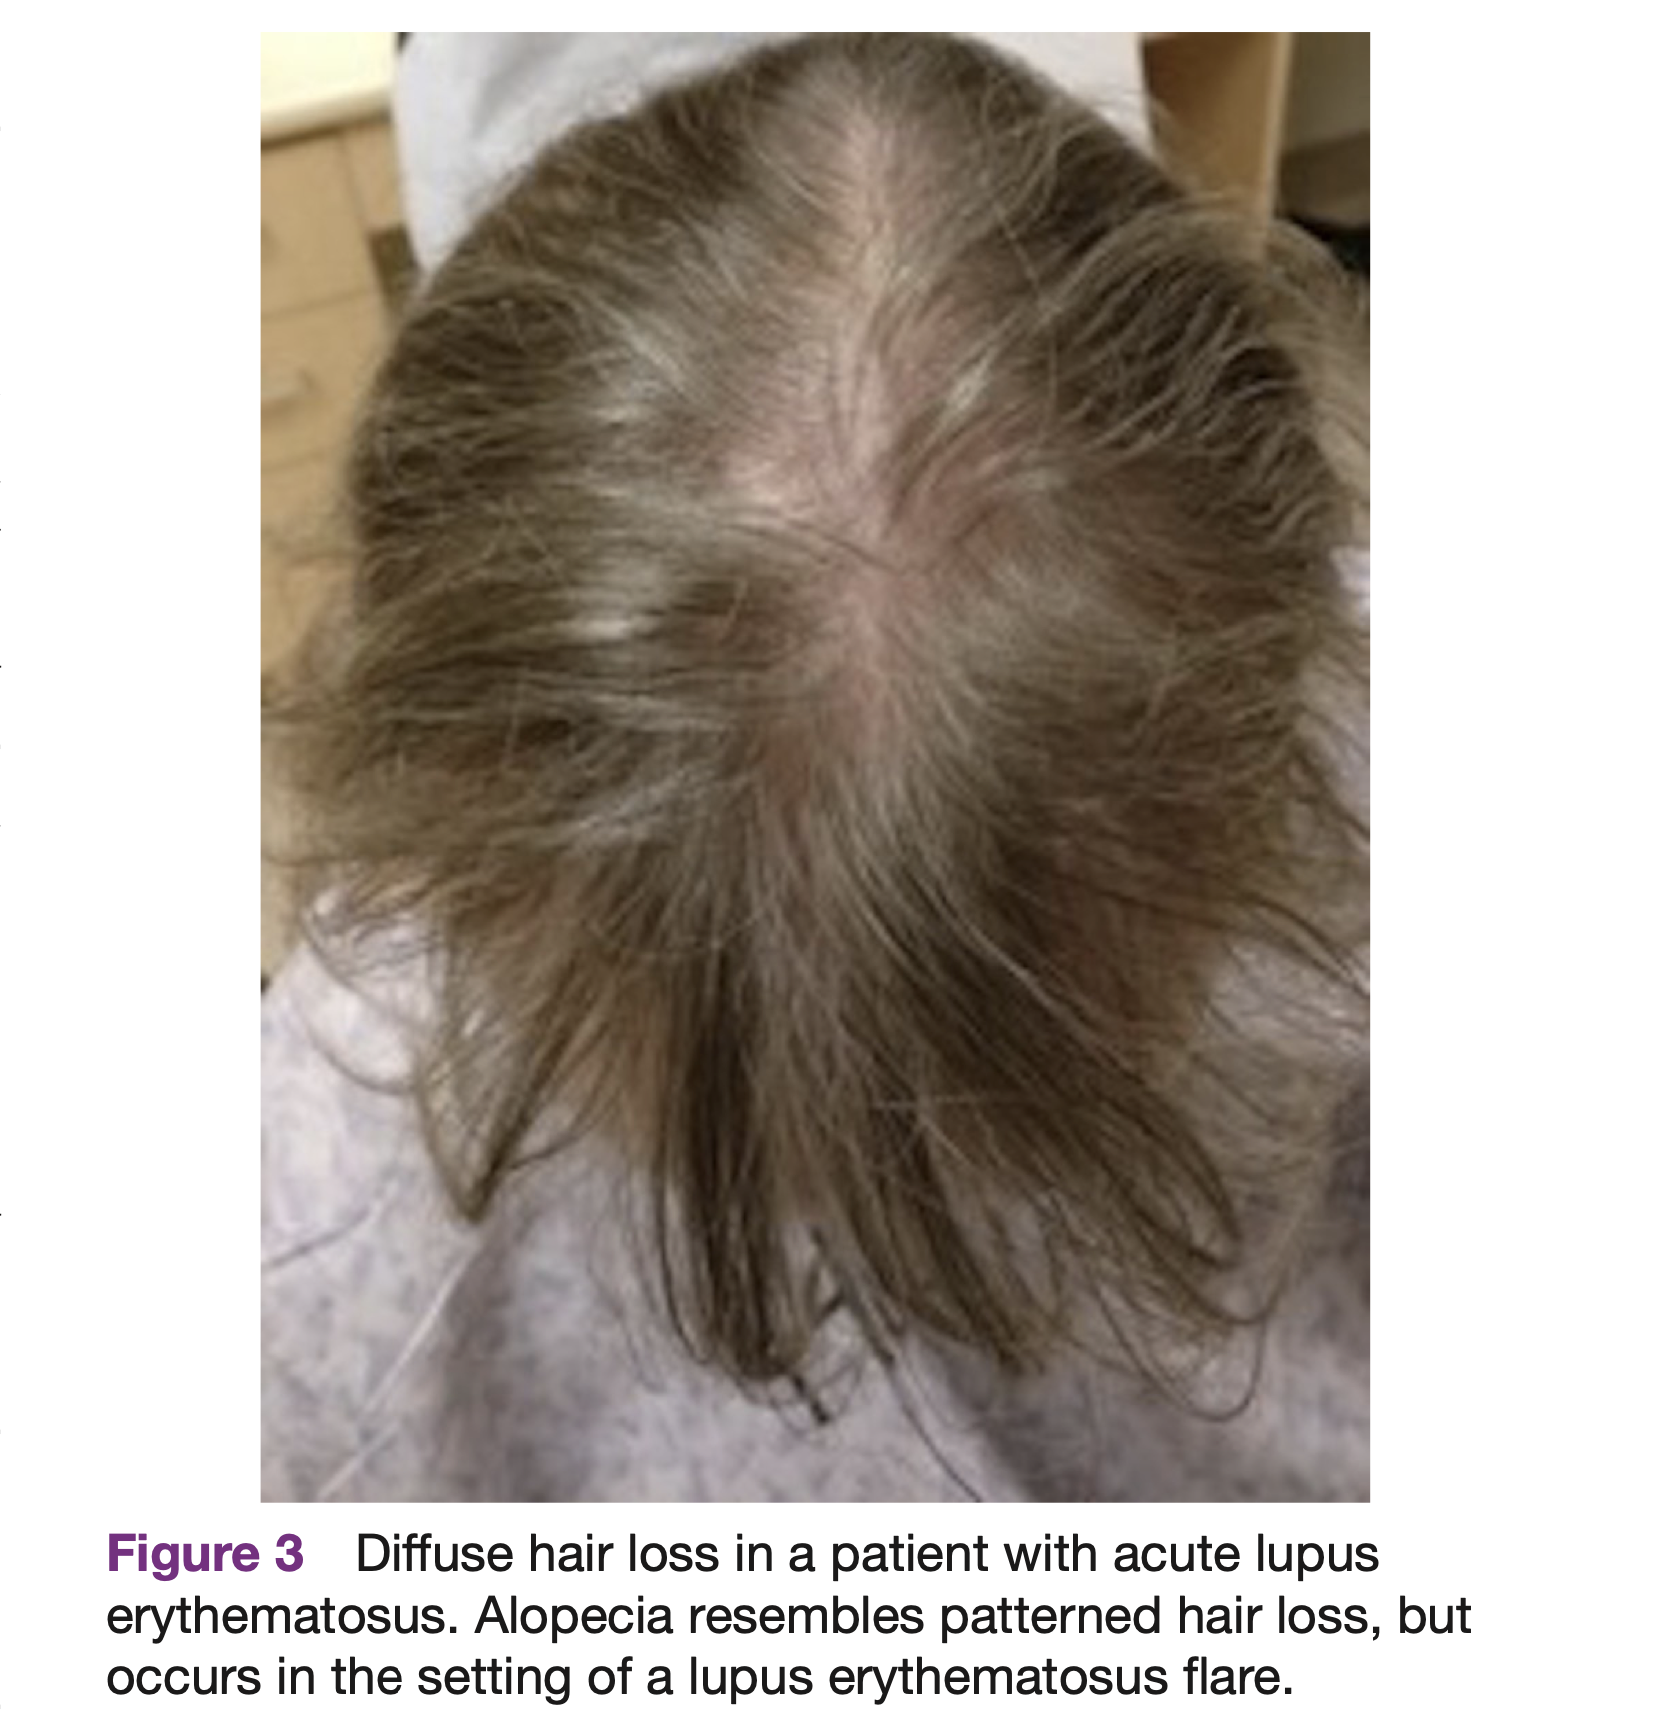 Figure 3 Diffuse hair loss in a patient with acute lupus
erythematosus. Alopecia resembles patterned hair loss, but
occurs in the setting of a lupus erythematosus flare.